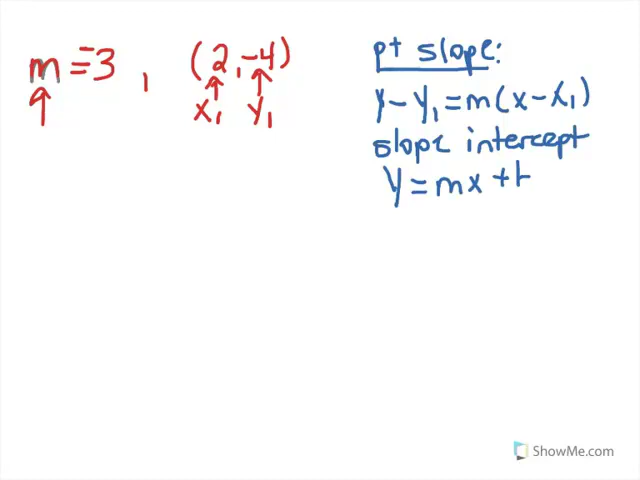 m = -3 , (2, -4)
x₁ y₁
pt slope:
y - y₁ = m(x - x₁)
slope intercept
y = mx +
ShowMe.com